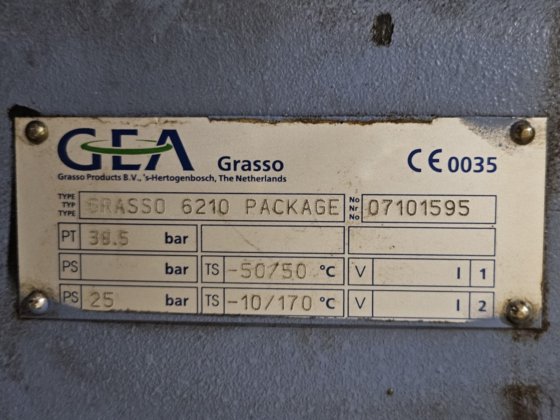 GEA Grasso CE 0035
Grasso Products B.V., 's-Hertogenbosch, The Netherlands
TYPE TYP TYPE GRASSO 6210 PACKAGE No Nr No 07101595
PT 38.5 bar
PS bar TS -50/50 °C V l 1
PS 25 bar TS -10/170 °C V l 2